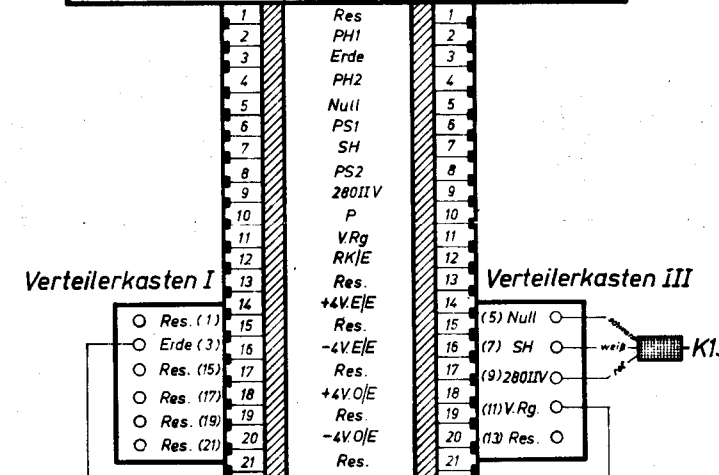 1 Res 1
2 PH1 2
3 Erde 3
4 PH2 4
5 Null 5
6 PS1 6
7 SH 7
8 PS2 8
9 280IIV 9
10 P 10
11 V.Rg 11
12 RK/E 12
13 Res. 13
14 +4V.E/E 14
15 Res. 15
16 -4V.E/E 16
17 Res. 17
18 +4V.O/E 18
19 Res. 19
20 -4V.O/E 20
21 Res. 21
Verteilerkasten I
Res. (1)
Erde (3)
Res. (15)
Res. (17)
Res. (19)
Res. (21)
Verteilerkasten III
(5) Null
(7) SH weiß
(9) 280IIV rot
(11) V.Rg.
(13) Res.